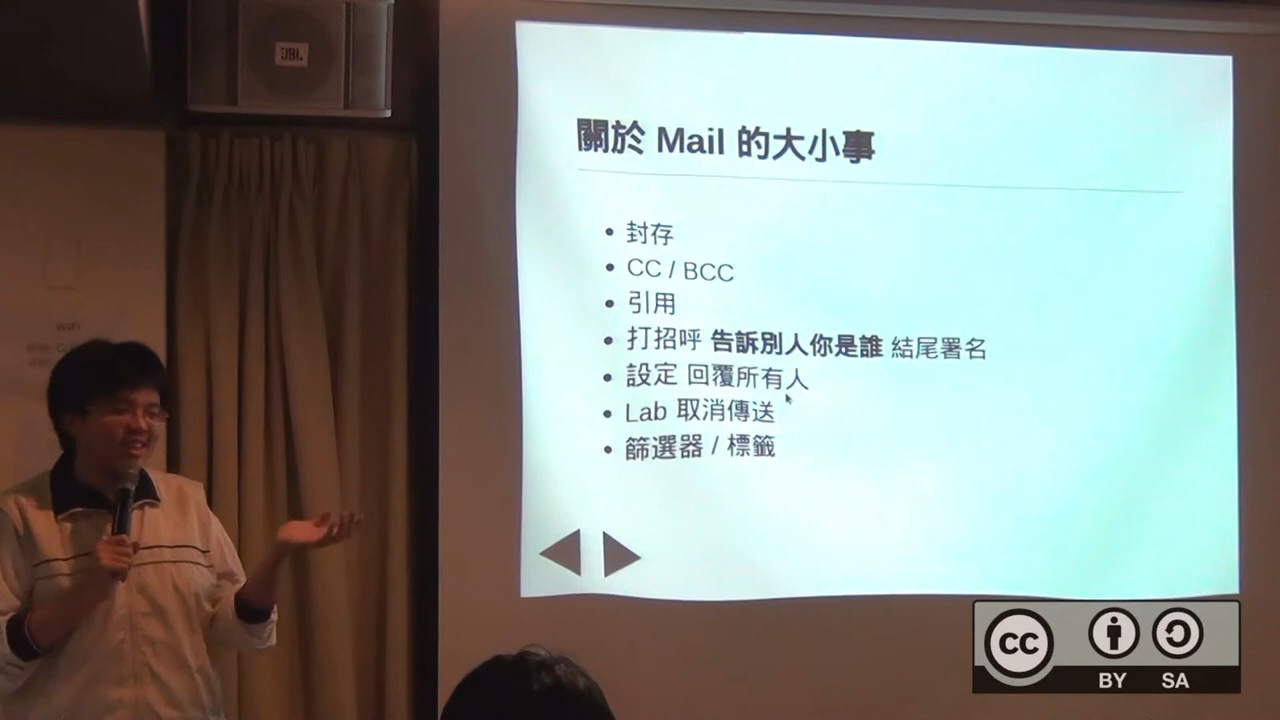 JBL
關於 Mail 的大小事
封存
CC / BCC
引用
打招呼 告訴別人你是誰 結尾署名
設定 回覆所有人
Lab 取消傳送
篩選器 / 標籤
WiFi
CC
BY SA